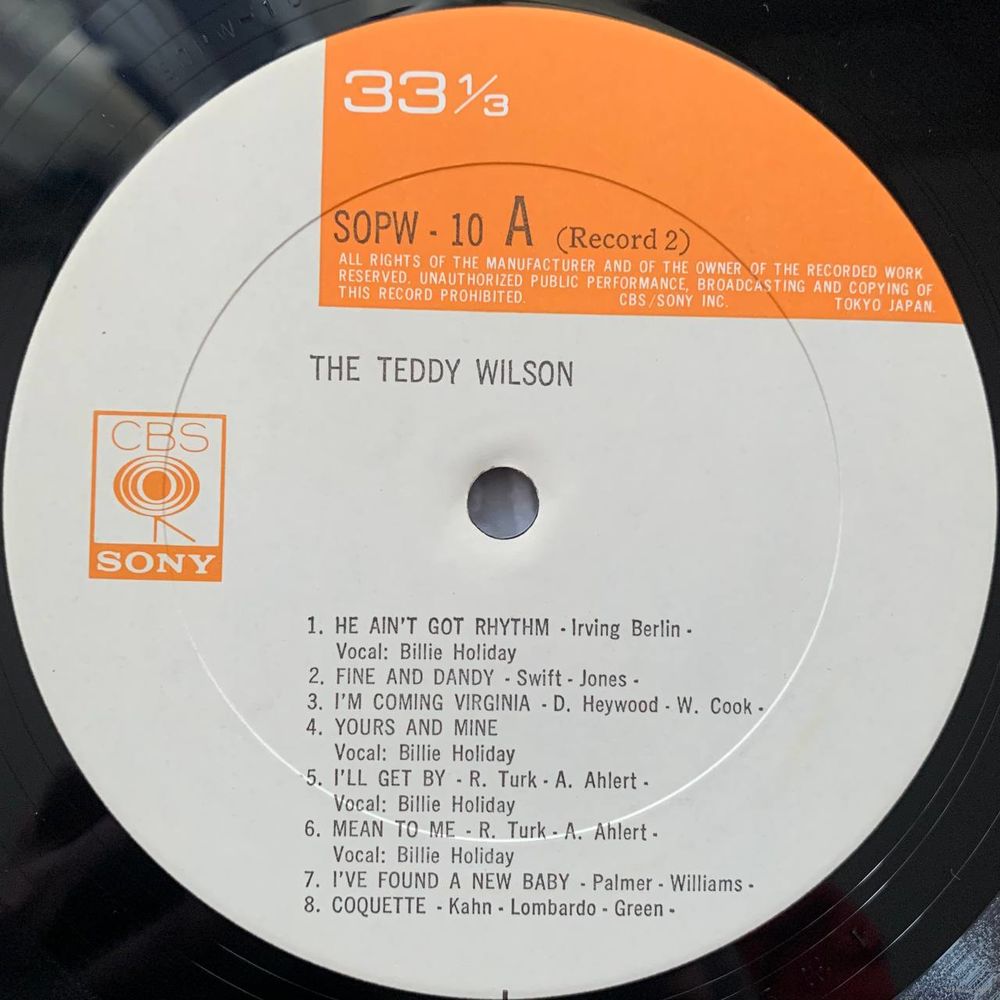 33 1/3
SOPW - 10 A (Record 2)
ALL RIGHTS OF THE MANUFACTURER AND OF THE OWNER OF THE RECORDED WORK
RESERVED. UNAUTHORIZED PUBLIC PERFORMANCE, BROADCASTING AND COPYING OF
THIS RECORD PROHIBITED. CBS/SONY INC. TOKYO JAPAN.
THE TEDDY WILSON
CBS
SONY
1. HE AIN'T GOT RHYTHM - Irving Berlin -
Vocal: Billie Holiday
2. FINE AND DANDY - Swift - Jones -
3. I'M COMING VIRGINIA - D. Heywood - W. Cook -
4. YOURS AND MINE
Vocal: Billie Holiday
5. I'LL GET BY - R. Turk - A. Ahlert -
Vocal: Billie Holiday
6. MEAN TO ME - R. Turk - A. Ahlert -
Vocal: Billie Holiday
7. I'VE FOUND A NEW BABY - Palmer - Williams -
8. COQUETTE - Kahn - Lombardo - Green -